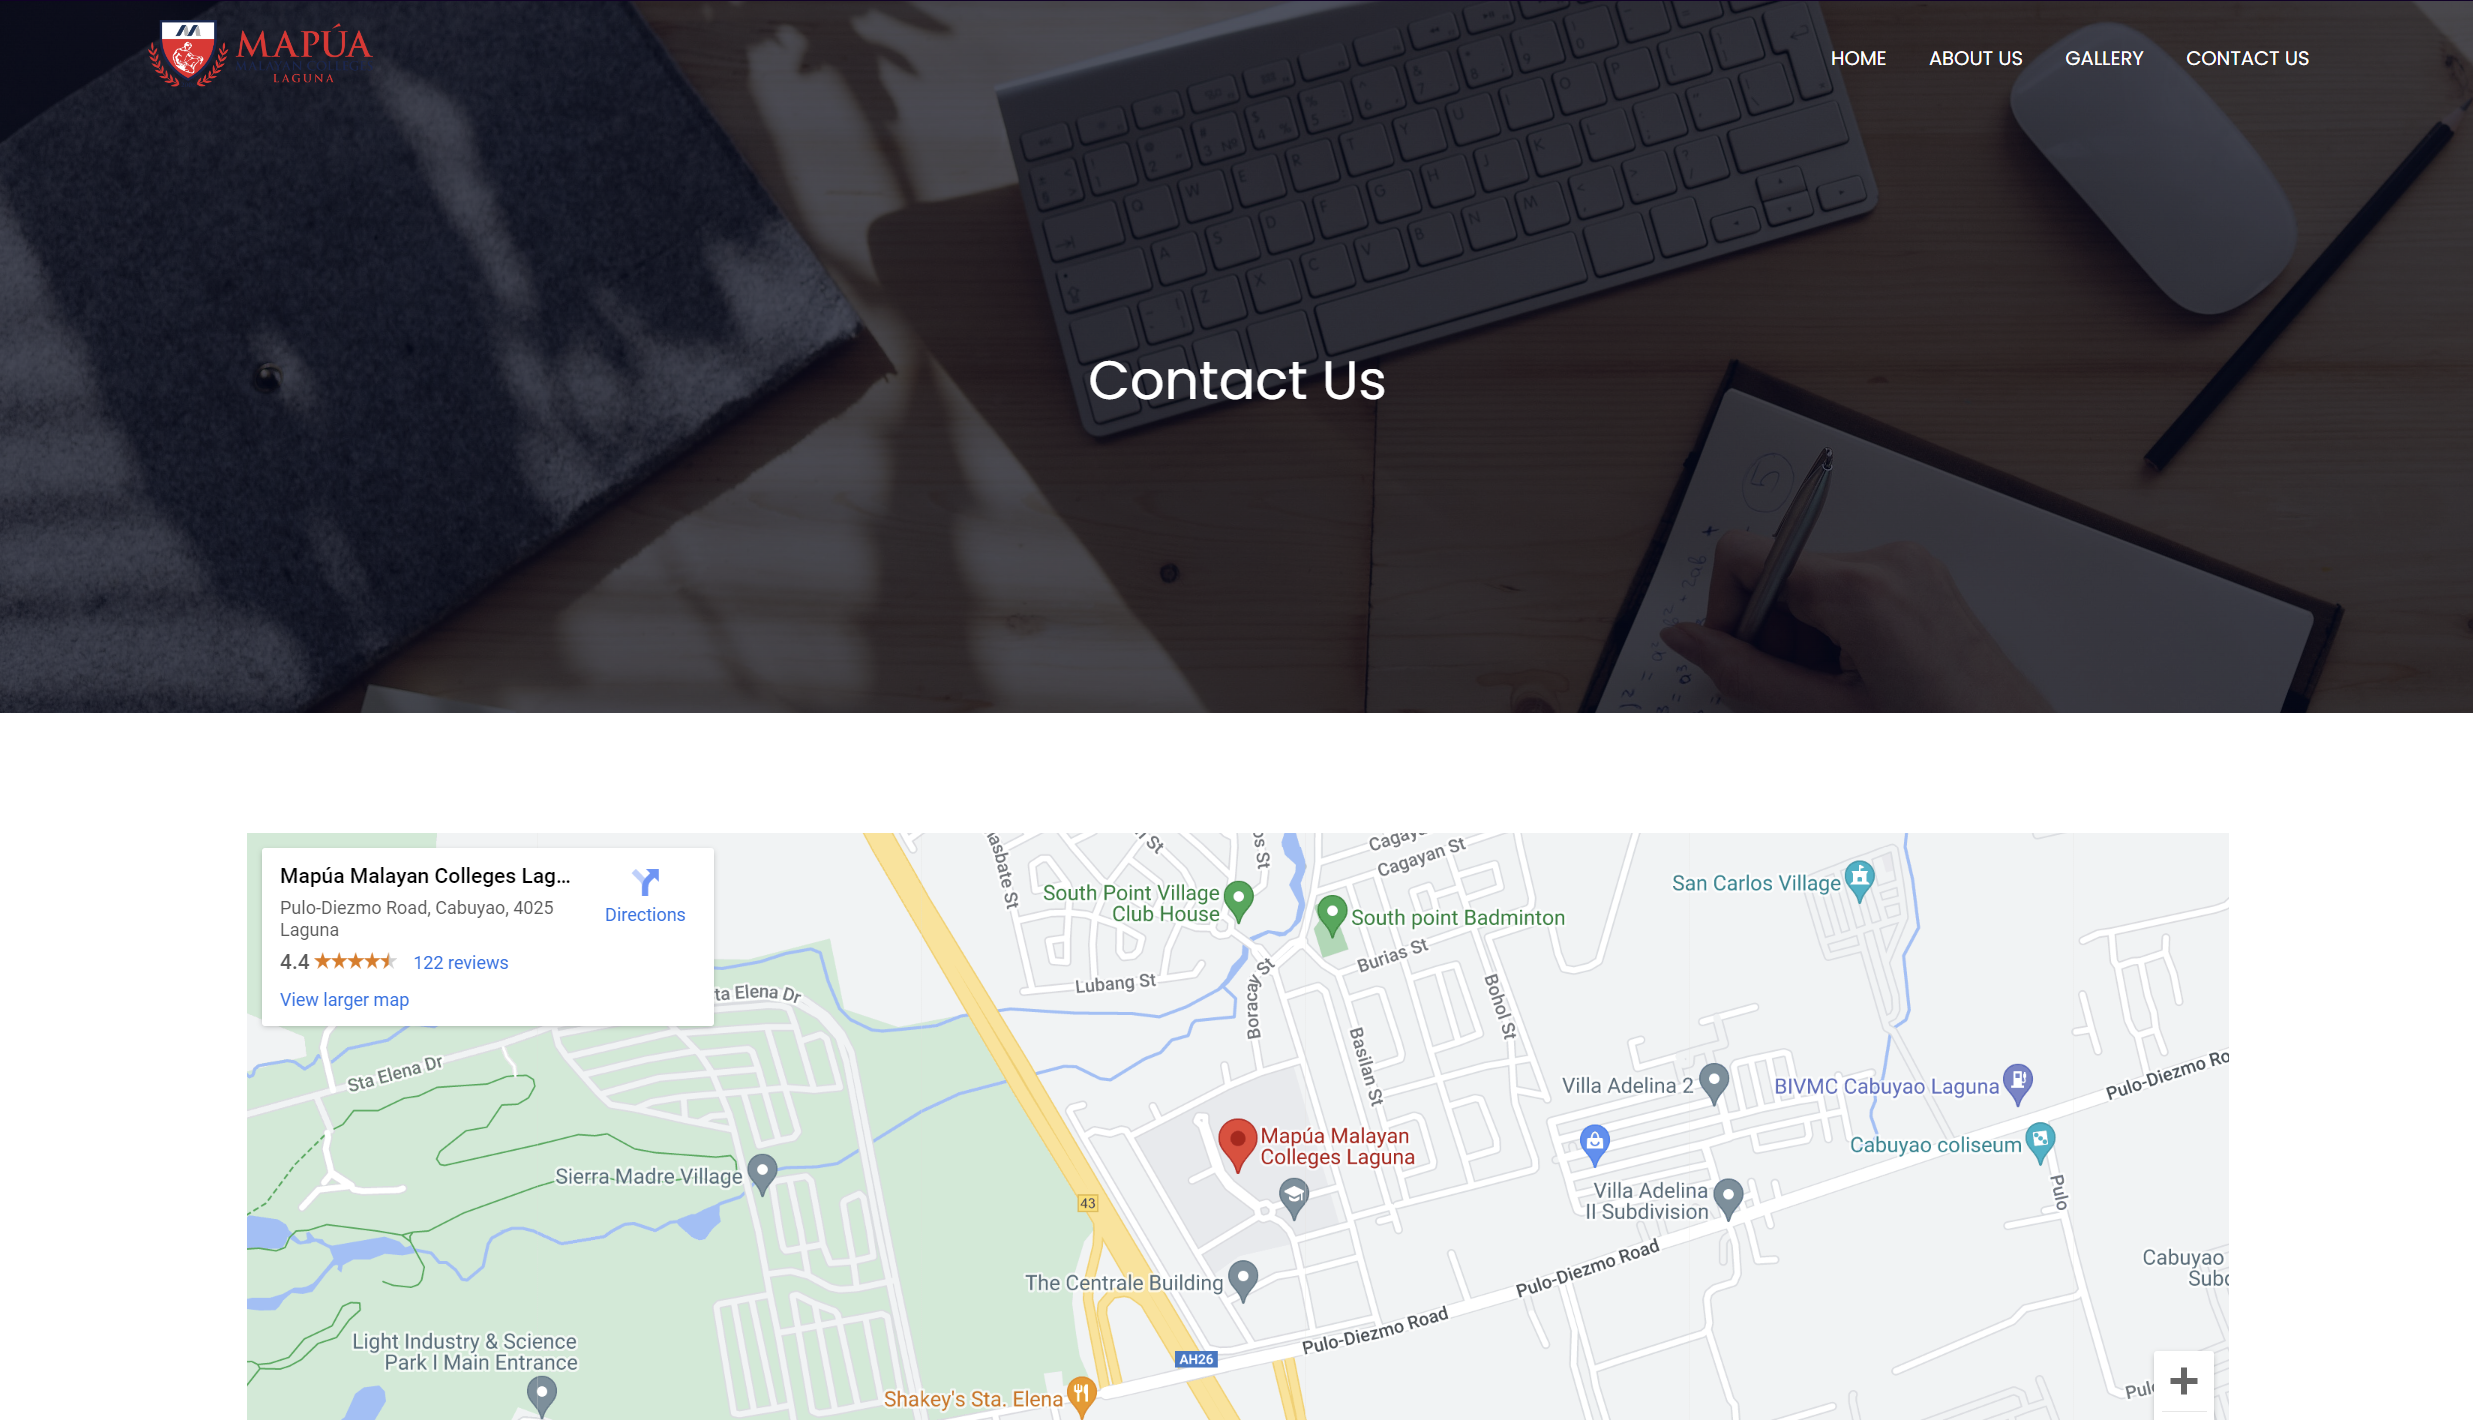 MAPÚA
LAGUNA
HOME
ABOUT US
GALLERY
CONTACT US
Contact Us
Mapúa Malayan Colleges Lag...
Pulo-Diezmo Road, Cabuyao, 4025
Laguna
4.4
122 reviews
View larger map
Directions
Cagayan St
South Point Village
Club House
South point Badminton
San Carlos Village
Burias St
Lubang St
Boracay St
Bohol St
Basilan St
ta Elena Dr
Sta Elena Dr
Villa Adelina 2
BIVMC Cabuyao Laguna
Pulo-Diezmo Ro
Mapúa Malayan
Colleges Laguna
Cabuyao coliseum
Sierra Madre Village
43
Villa Adelina
II Subdivision
Pulo
Pulo-Diezmo Road
Cabuyao
The Centrale Building
Pulo-Diezmo Road
Light Industry & Science
Park I Main Entrance
AH26
Shakey's Sta. Elena